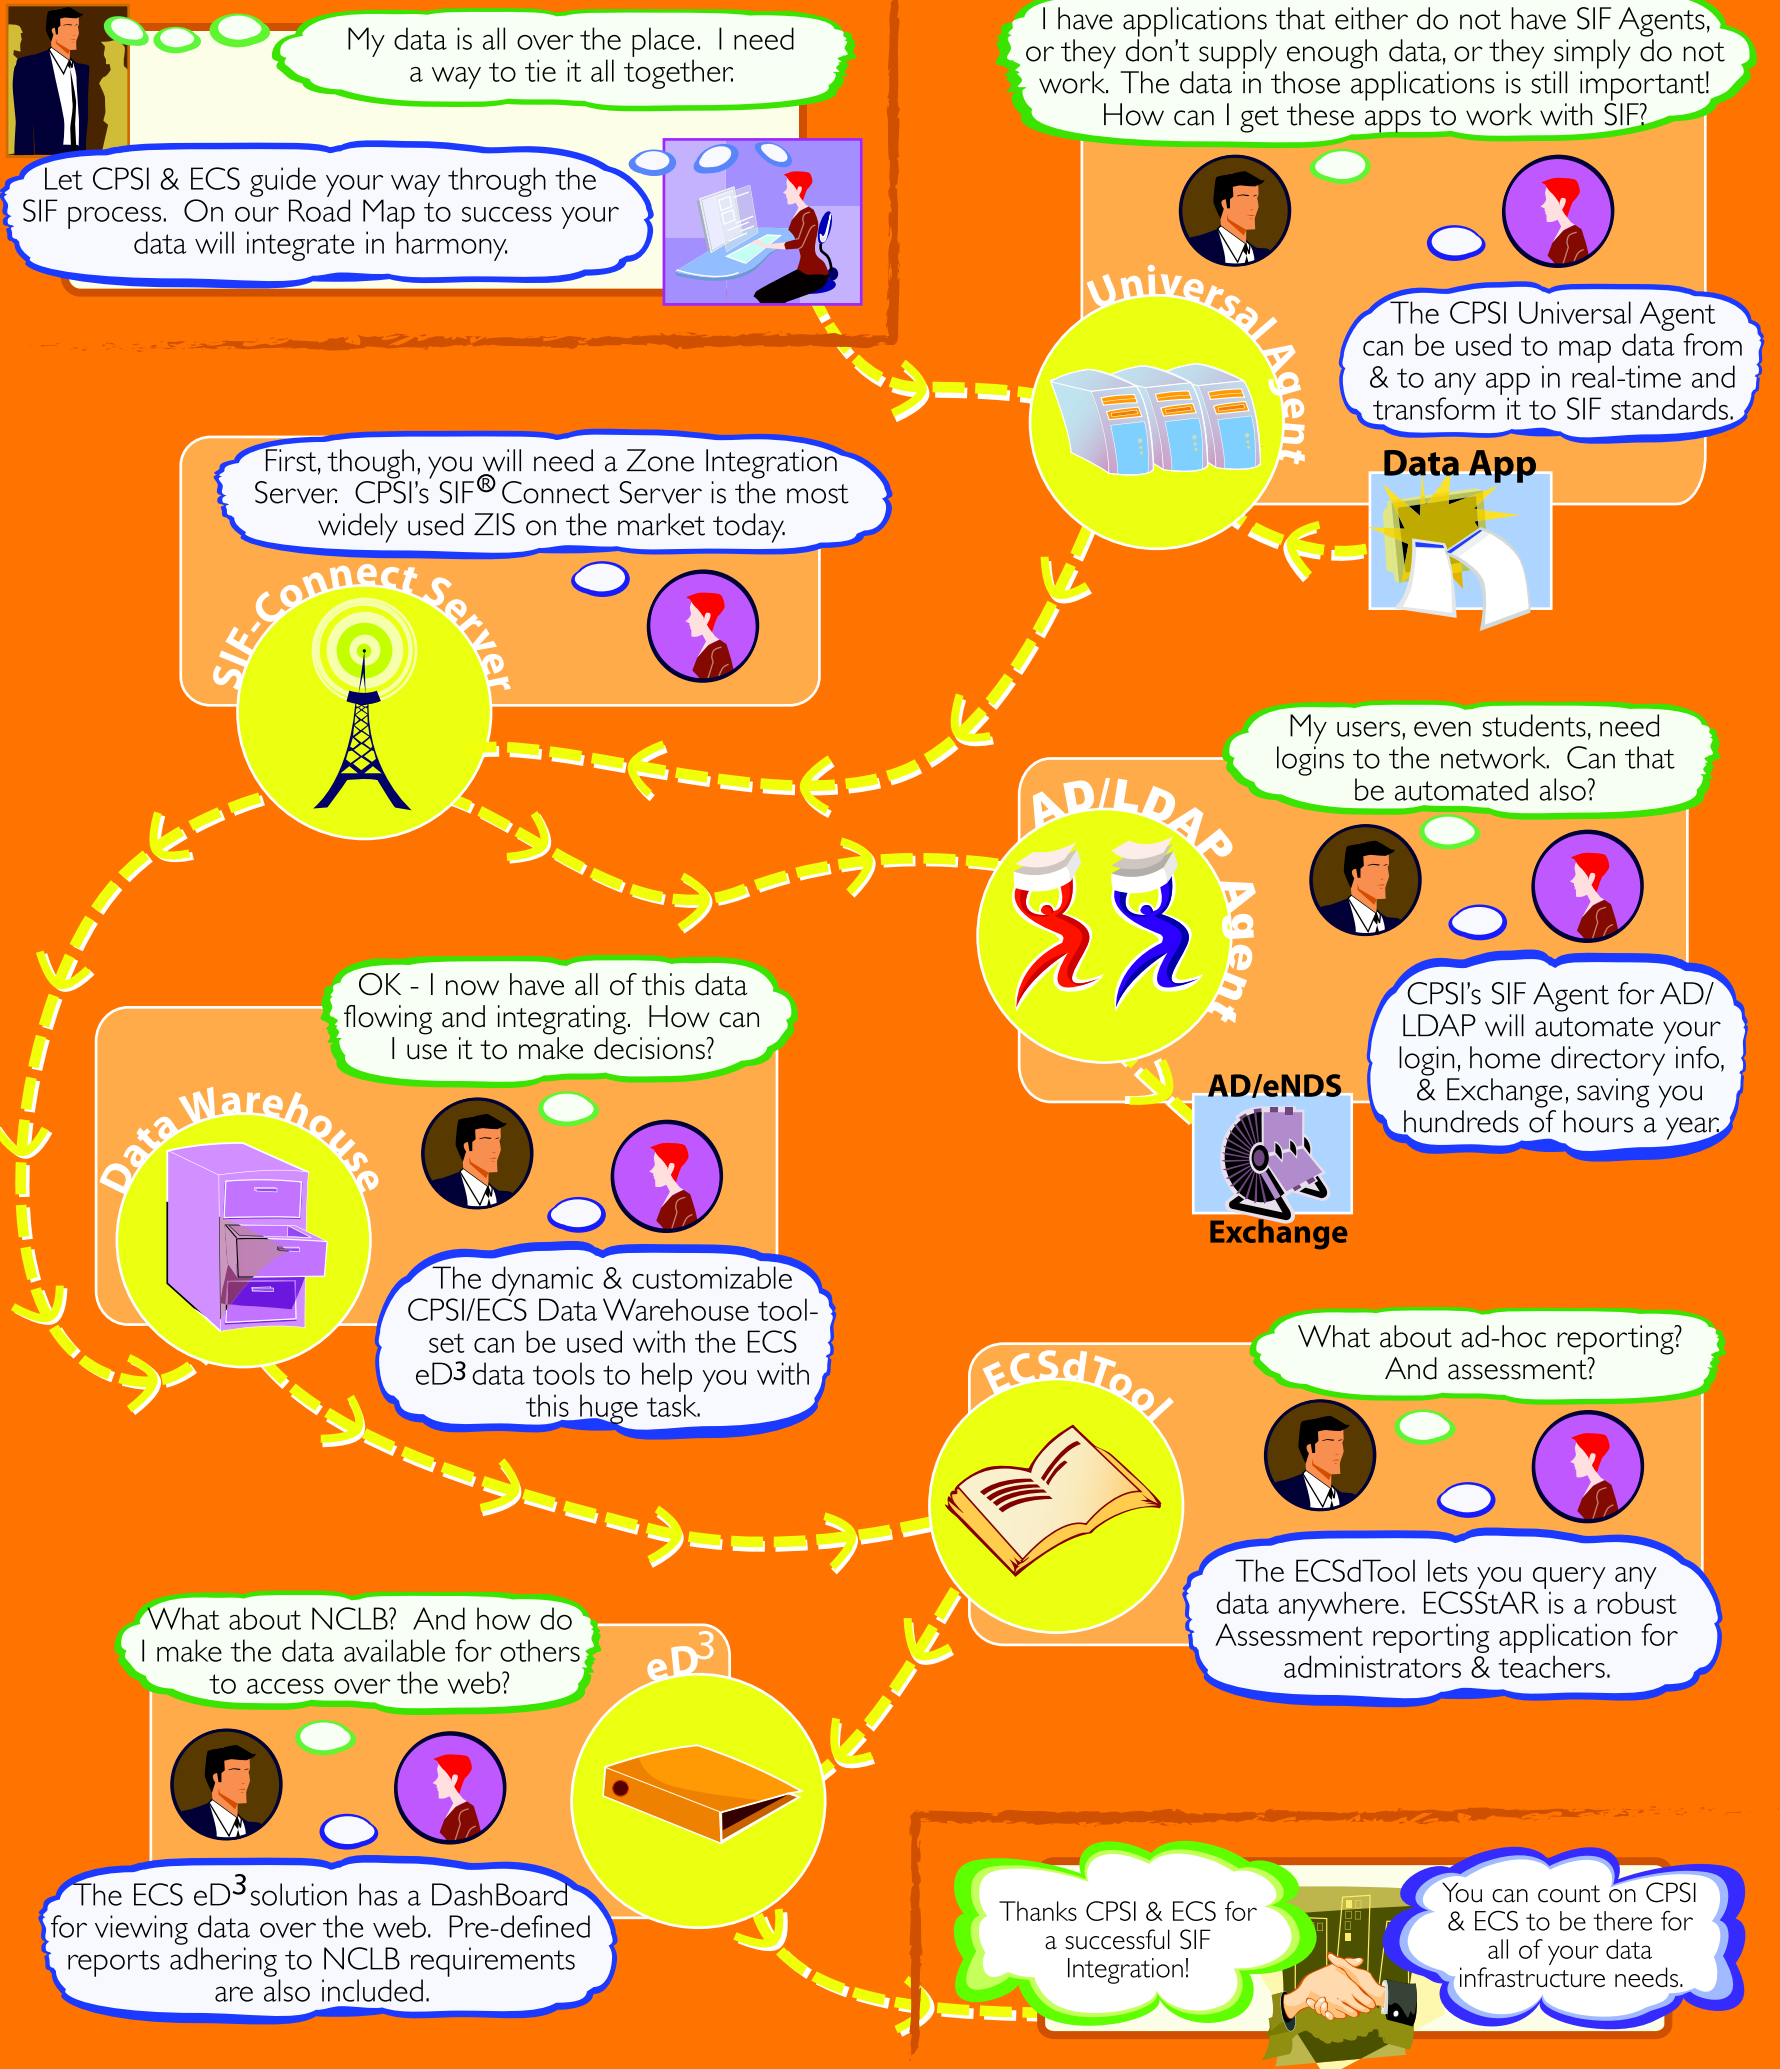 My data is all over the place.  I need
a way to tie it all together.
Let CPSI & ECS guide your way through the
SIF process.  On our Road Map to success your
data will integrate in harmony.
I have applications that either do not have SIF Agents,
or they don't supply enough data, or they simply do not
work.  The data in those applications is still important!
How can I get these apps to work with SIF?
Universal Agent
The CPSI Universal Agent
can be used to map data from
& to any app in real-time and
transform it to SIF standards.
Data App
First, though, you will need a Zone Integration
Server.  CPSI's SIF® Connect Server is the most
widely used ZIS on the market today.
SIF-Connect Server
My users, even students, need
logins to the network.  Can that
be automated also?
AD/LDAP Agent
CPSI's SIF Agent for AD/
LDAP will automate your
login, home directory info,
& Exchange, saving you
hundreds of hours a year.
AD/eNDS
Exchange
OK - I now have all of this data
flowing and integrating.  How can
I use it to make decisions?
Data Warehouse
The dynamic & customizable
CPSI/ECS Data Warehouse tool-
set can be used with the ECS
eD³ data tools to help you with
this huge task.
What about ad-hoc reporting?
And assessment?
ECSdTool
The ECSdTool lets you query any
data anywhere.  ECSStAR is a robust
Assessment reporting application for
administrators & teachers.
What about NCLB?  And how do
I make the data available for others
to access over the web?
eD³
The ECS eD³ solution has a DashBoard
for viewing data over the web.  Pre-defined
reports adhering to NCLB requirements
are also included.
Thanks CPSI & ECS for
a successful SIF
Integration!
You can count on CPSI
& ECS to be there for
all of your data
infrastructure needs.